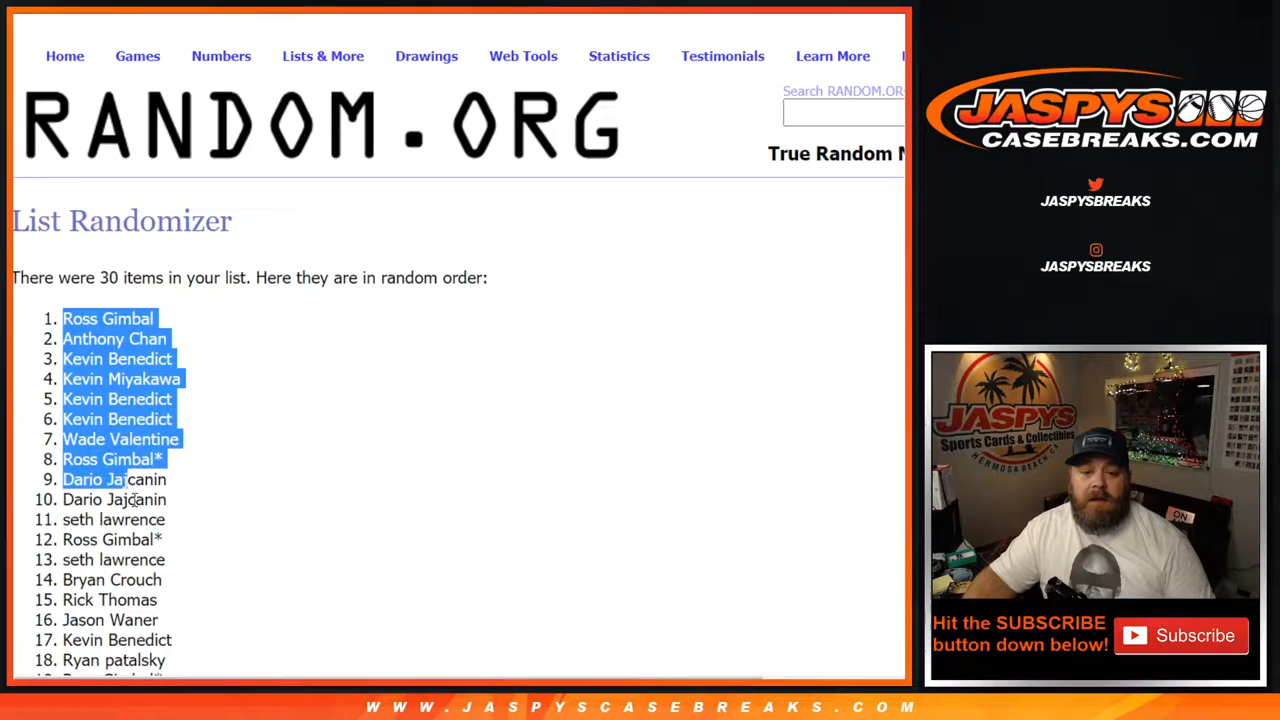 Home Games Numbers Lists & More Drawings Web Tools Statistics Testimonials Learn More
RANDOM.ORG
Search RANDOM.OR
True Random N
List Randomizer
There were 30 items in your list. Here they are in random order:
1. Ross Gimbal
2. Anthony Chan
3. Kevin Benedict
4. Kevin Miyakawa
5. Kevin Benedict
6. Kevin Benedict
7. Wade Valentine
8. Ross Gimbal*
9. Dario Jajcanin
10. Dario Jajcanin
11. seth lawrence
12. Ross Gimbal*
13. seth lawrence
14. Bryan Crouch
15. Rick Thomas
16. Jason Waner
17. Kevin Benedict
18. Ryan patalsky
JASPYS
CASEBREAKS.COM
JASPYSBREAKS
JASPYSBREAKS
JASPYS
Sports Cards & Collectibles
HERMOSA BEACH CA
ON
Hit the SUBSCRIBE
button down below!
Subscribe
WWW.JASPYSCASEBREAKS.COM